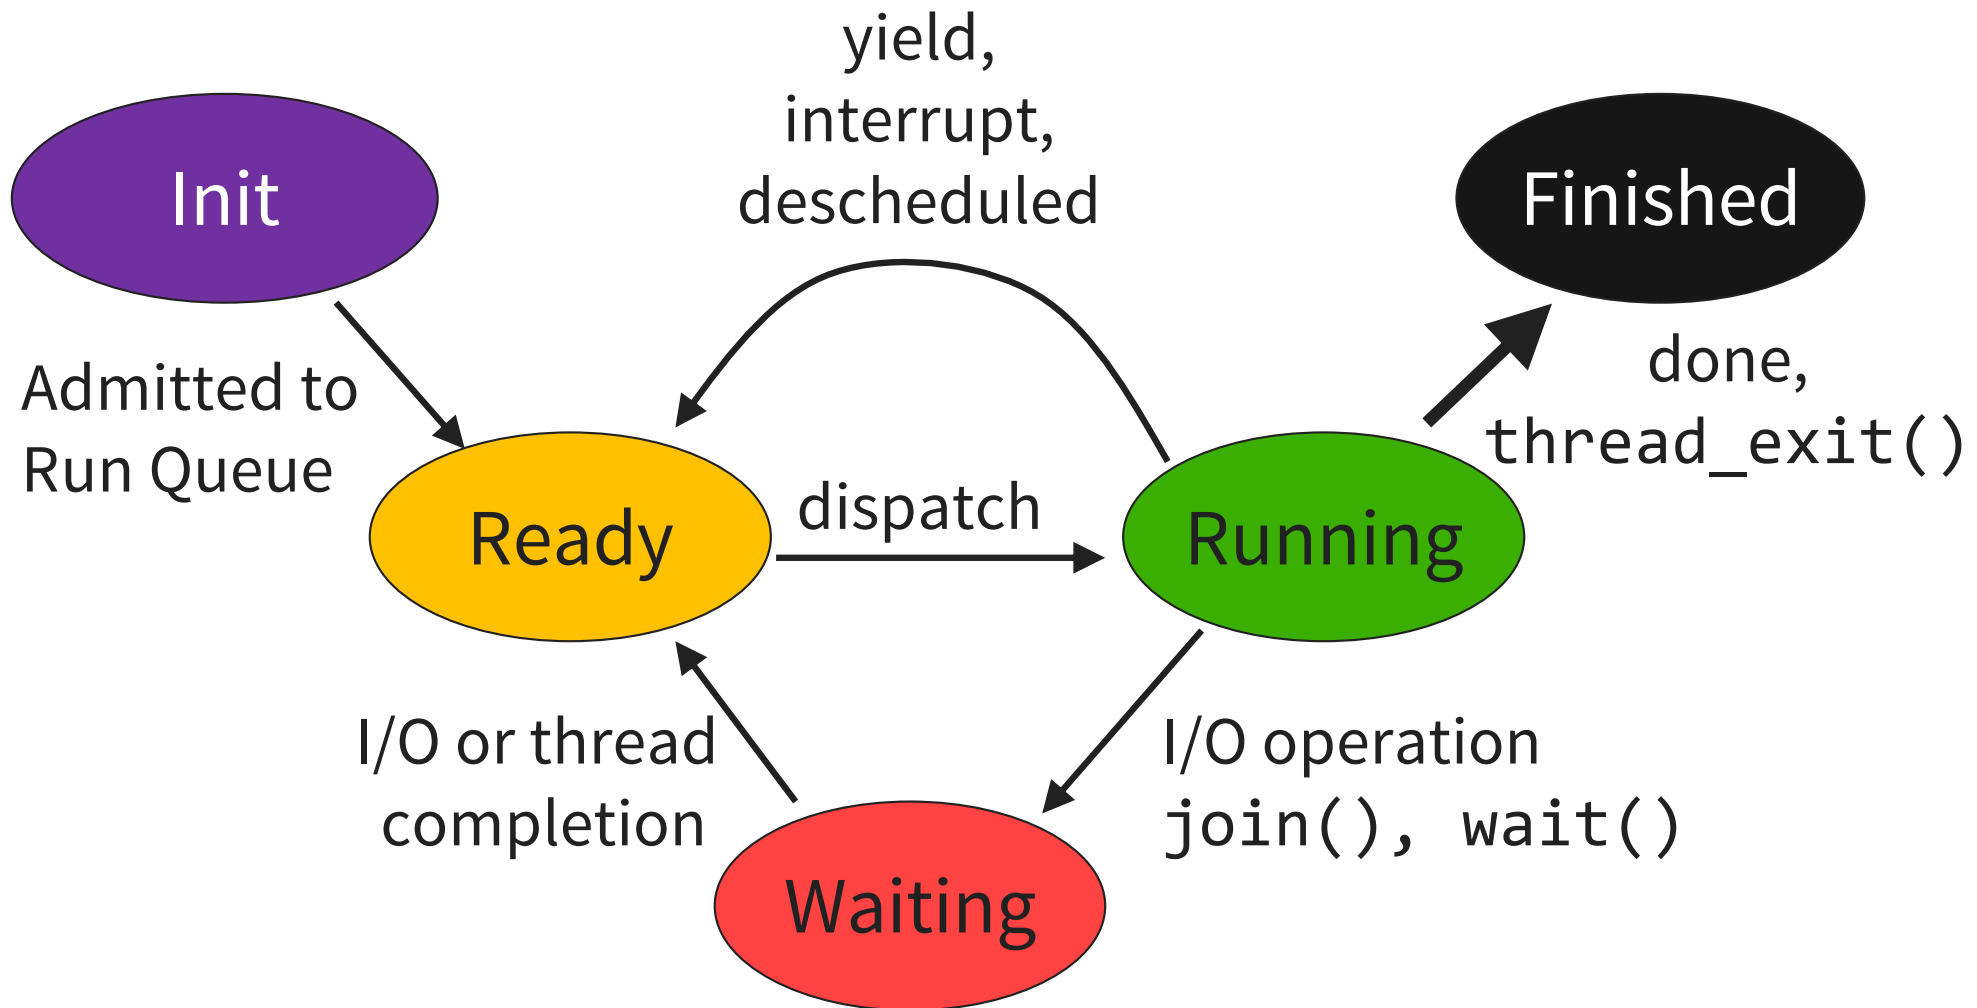 yield,
interrupt,
descheduled
Init
Finished
Admitted to
Run Queue
done,
thread_exit()
Ready
dispatch
Running
I/O or thread
completion
I/O operation
join(), wait()
Waiting